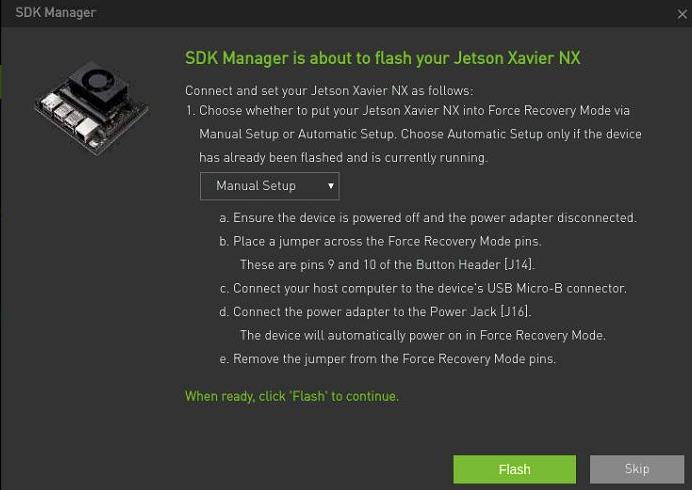 SDK Manager
SDK Manager is about to flash your Jetson Xavier NX
Connect and set your Jetson Xavier NX as follows:
1. Choose whether to put your Jetson Xavier NX into Force Recovery Mode via
Manual Setup or Automatic Setup. Choose Automatic Setup only if the device
has already been flashed and is currently running.
Manual Setup
a. Ensure the device is powered off and the power adapter disconnected.
b. Place a jumper across the Force Recovery Mode pins.
These are pins 9 and 10 of the Button Header [J14].
c. Connect your host computer to the device's USB Micro-B connector.
d. Connect the power adapter to the Power Jack [J16].
The device will automatically power on in Force Recovery Mode.
e. Remove the jumper from the Force Recovery Mode pins.
When ready, click 'Flash' to continue.
Flash
Skip